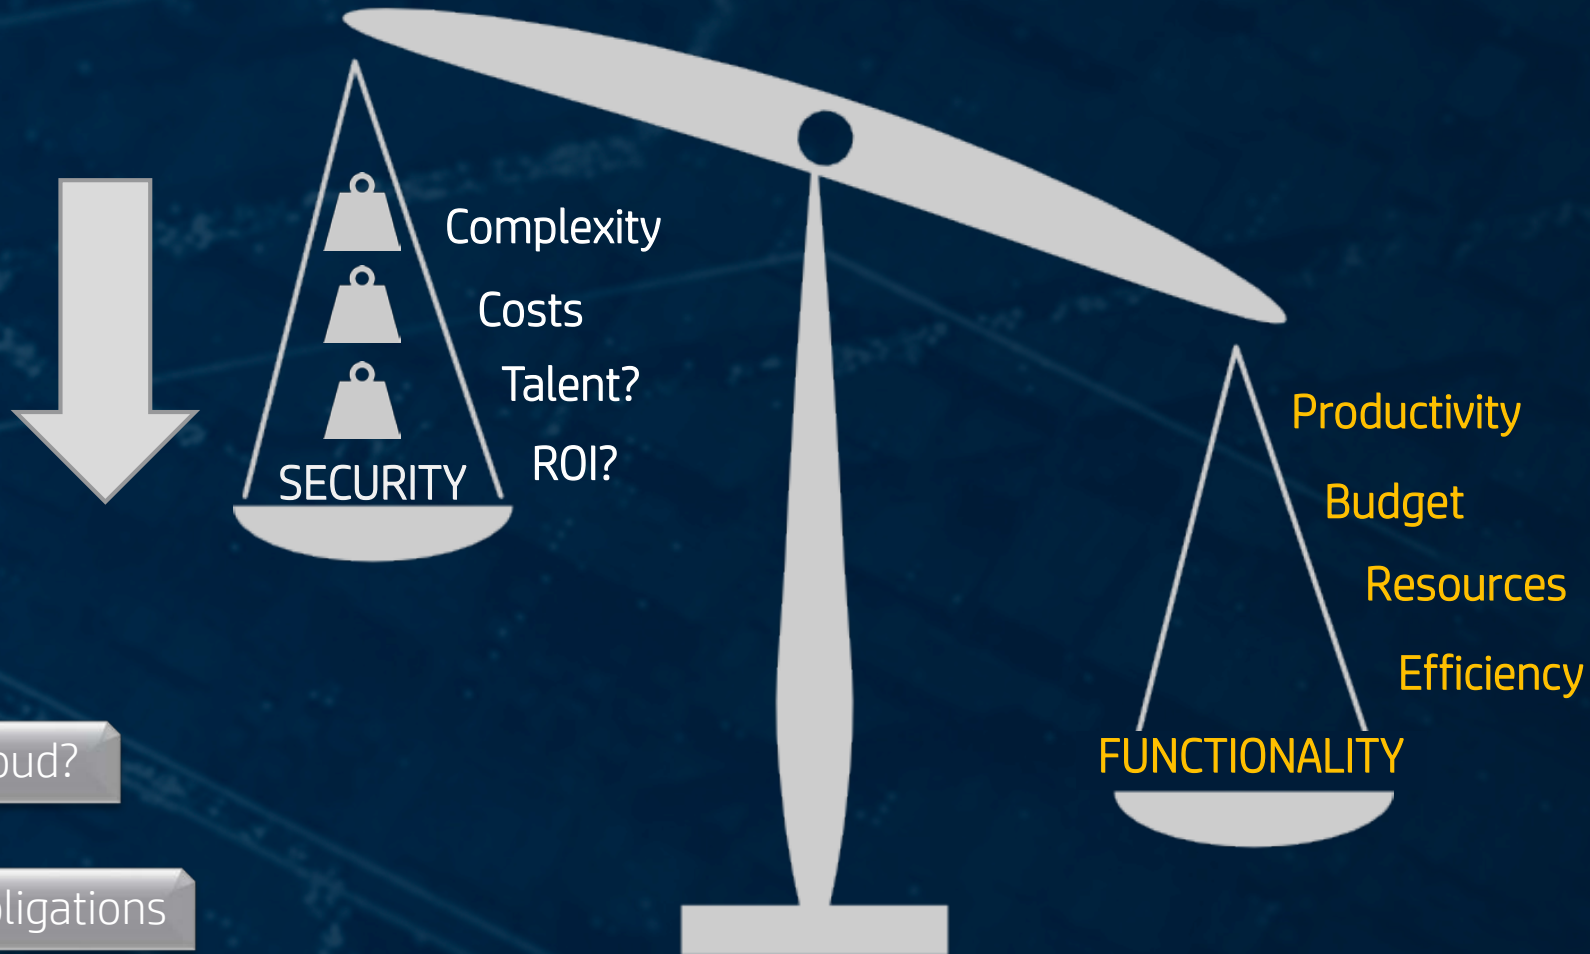 Complexity
Costs
Talent?
ROI?
SECURITY
Productivity
Budget
Resources
Efficiency
FUNCTIONALITY